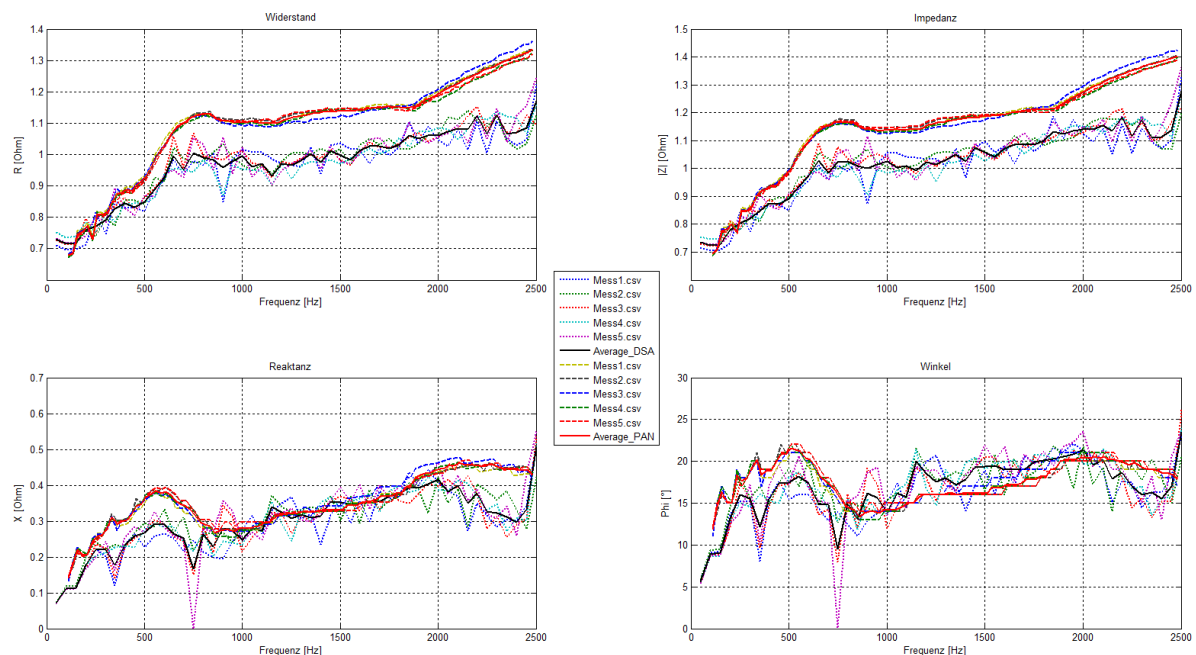 Widerstand
1.4
1.3
1.2
1.1
1
0.9
0.8
0.7
R [Ohm]
0
500
1000
1500
2000
2500
Frequenz [Hz]
Impedanz
1.5
1.4
1.3
1.2
1.1
1
0.9
0.8
0.7
|Z| [Ohm]
0
500
1000
1500
2000
2500
Frequenz [Hz]
Mess1.csv
Mess2.csv
Mess3.csv
Mess4.csv
Mess5.csv
Average_DSA
Mess1.csv
Mess2.csv
Mess3.csv
Mess4.csv
Mess5.csv
Average_PAN
Reaktanz
0.7
0.6
0.5
0.4
0.3
0.2
0.1
0
X [Ohm]
0
500
1000
1500
2000
2500
Frequenz [Hz]
Winkel
30
25
20
15
10
5
0
Phi [°]
0
500
1000
1500
2000
2500
Frequenz [Hz]